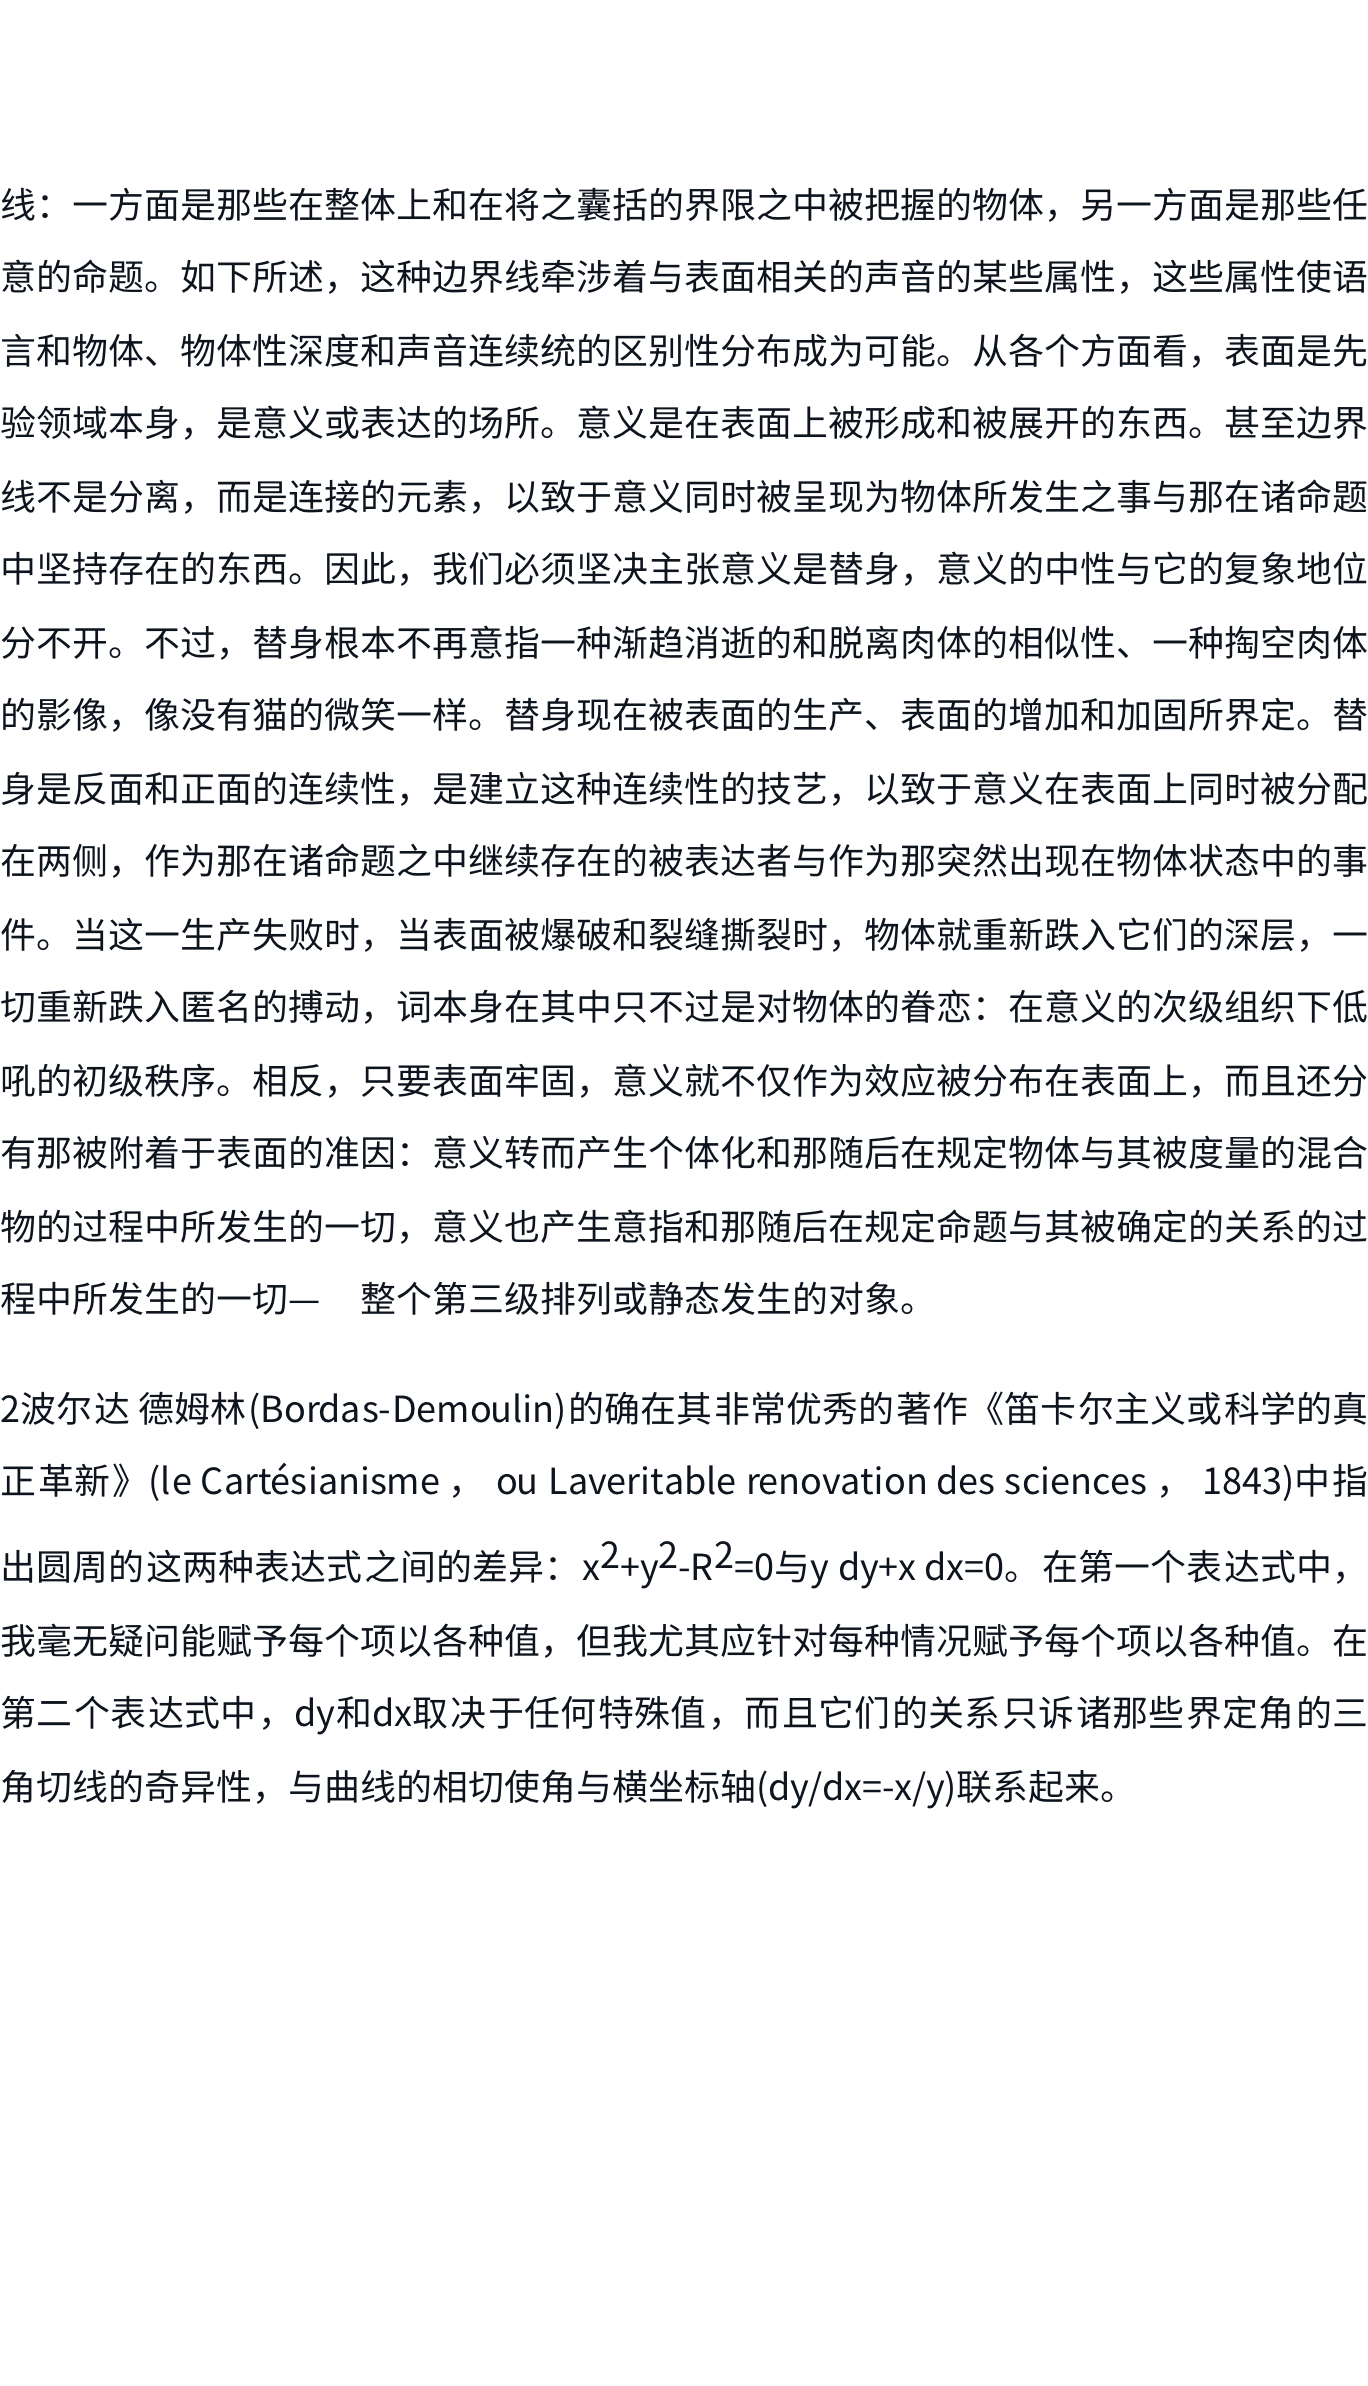 线：一方面是那些在整体上和在将之囊括的界限之中被把握的物体，另一方面是那些任
意的命题。如下所述，这种边界线牵涉着与表面相关的声音的某些属性，这些属性使语
言和物体、物体性深度和声音连续统的区别性分布成为可能。从各个方面看，表面是先
验领域本身，是意义或表达的场所。意义是在表面上被形成和被展开的东西。甚至边界
线不是分离，而是连接的元素，以致于意义同时被呈现为物体所发生之事与那在诸命题
中坚持存在的东西。因此，我们必须坚决主张意义是替身，意义的中性与它的复象地位
分不开。不过，替身根本不再意指一种渐趋消逝的和脱离肉体的相似性、一种掏空肉体
的影像，像没有猫的微笑一样。替身现在被表面的生产、表面的增加和加固所界定。替
身是反面和正面的连续性，是建立这种连续性的技艺，以致于意义在表面上同时被分配
在两侧，作为那在诸命题之中继续存在的被表达者与作为那突然出现在物体状态中的事
件。当这一生产失败时，当表面被爆破和裂缝撕裂时，物体就重新跌入它们的深层，一
切重新跌入匿名的搏动，词本身在其中只不过是对物体的眷恋：在意义的次级组织下低
吼的初级秩序。相反，只要表面牢固，意义就不仅作为效应被分布在表面上，而且还分
有那被附着于表面的准因：意义转而产生个体化和那随后在规定物体与其被度量的混合
物的过程中所发生的一切，意义也产生意指和那随后在规定命题与其被确定的关系的过
程中所发生的一切—　整个第三级排列或静态发生的对象。
2波尔达 德姆林(Bordas-Demoulin)的确在其非常优秀的著作《笛卡尔主义或科学的真
正革新》(le Cartésianisme ， ou Laveritable renovation des sciences ， 1843)中指
出圆周的这两种表达式之间的差异：x²+y²-R²=0与y dy+x dx=0。在第一个表达式中，
我毫无疑问能赋予每个项以各种值，但我尤其应针对每种情况赋予每个项以各种值。在
第二个表达式中，dy和dx取决于任何特殊值，而且它们的关系只诉诸那些界定角的三
角切线的奇异性，与曲线的相切使角与横坐标轴(dy/dx=-x/y)联系起来。